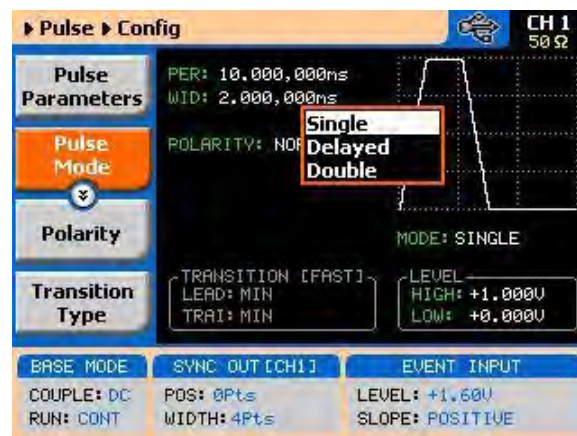 Pulse Config
CH 1
50 Ω
Pulse Parameters
Pulse Mode
Polarity
Transition Type
PER: 10.000,000ms
WID: 2.000,000ms
POLARITY: NOR
Single
Delayed
Double
MODE: SINGLE
TRANSITION [FAST]
LEAD: MIN
TRAI: MIN
LEVEL
HIGH: +1.000V
LOW: +0.000V
BASE MODE
COUPLE: DC
RUN: CONT
SYNC OUT [CH1]
POS: 0Pts
WIDTH: 4Pts
EVENT INPUT
LEVEL: +1.60V
SLOPE: POSITIVE